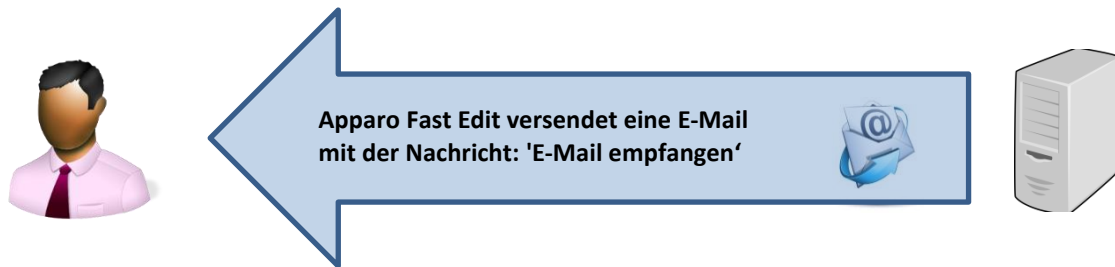 Apparo Fast Edit versendet eine E-Mail
mit der Nachricht: 'E-Mail empfangen‘
@